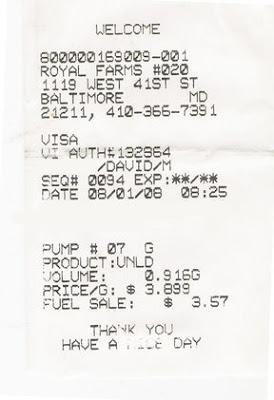 WELCOME
800000169009-001
ROYAL FARMS #020
1119 WEST 41ST ST
BALTIMORE MD
21211, 410-366-7391
VISA
VI AUTH#132964
/DAVID/M
SEQ# 0094 EXP:**/**
DATE 08/01/08 08:25
PUMP # 07 G
PRODUCT:UNLD
VOLUME: 0.916G
PRICE/G: $ 3.899
FUEL SALE: $ 3.57
THANK YOU
HAVE A NICE DAY